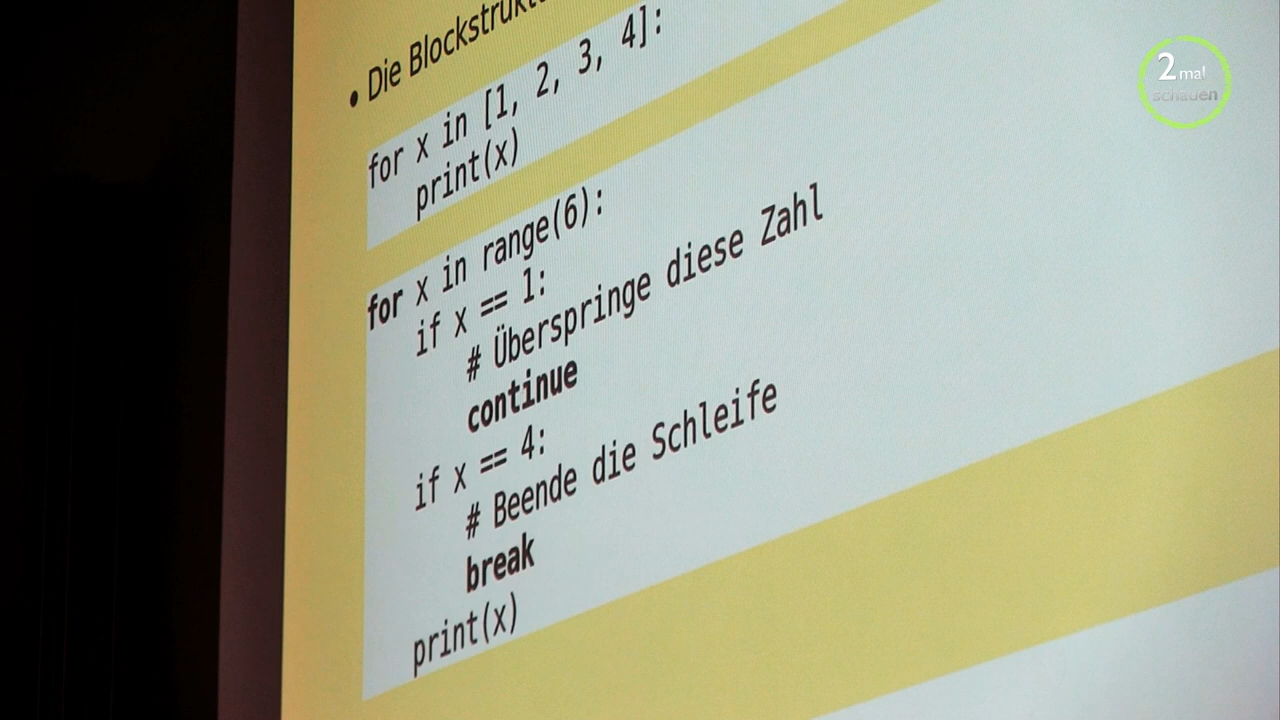 • Die
for x in [1, 2, 3, 4]:
    print(x)
for x in range(6):
    if x == 1:
        # Überspringe diese Zahl
        continue
    if x == 4:
        # Beende die Schleife
        break
    print(x)
2 mal
schauen